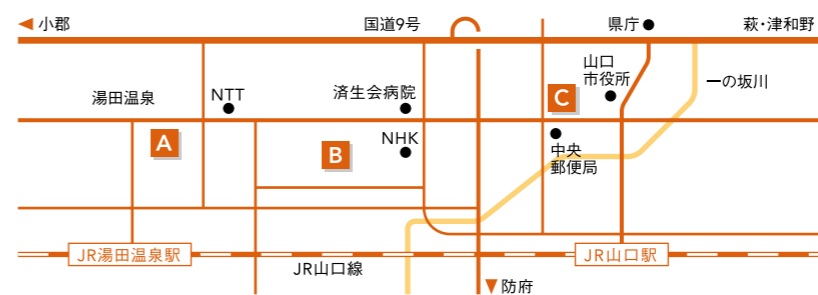 小郡
国道9号
県庁
萩・津和野
山口
市役所
一の坂川
湯田温泉
NTT
済生会病院
C
A
B
NHK
中央
郵便局
JR湯田温泉駅
JR山口線
JR山口駅
防府